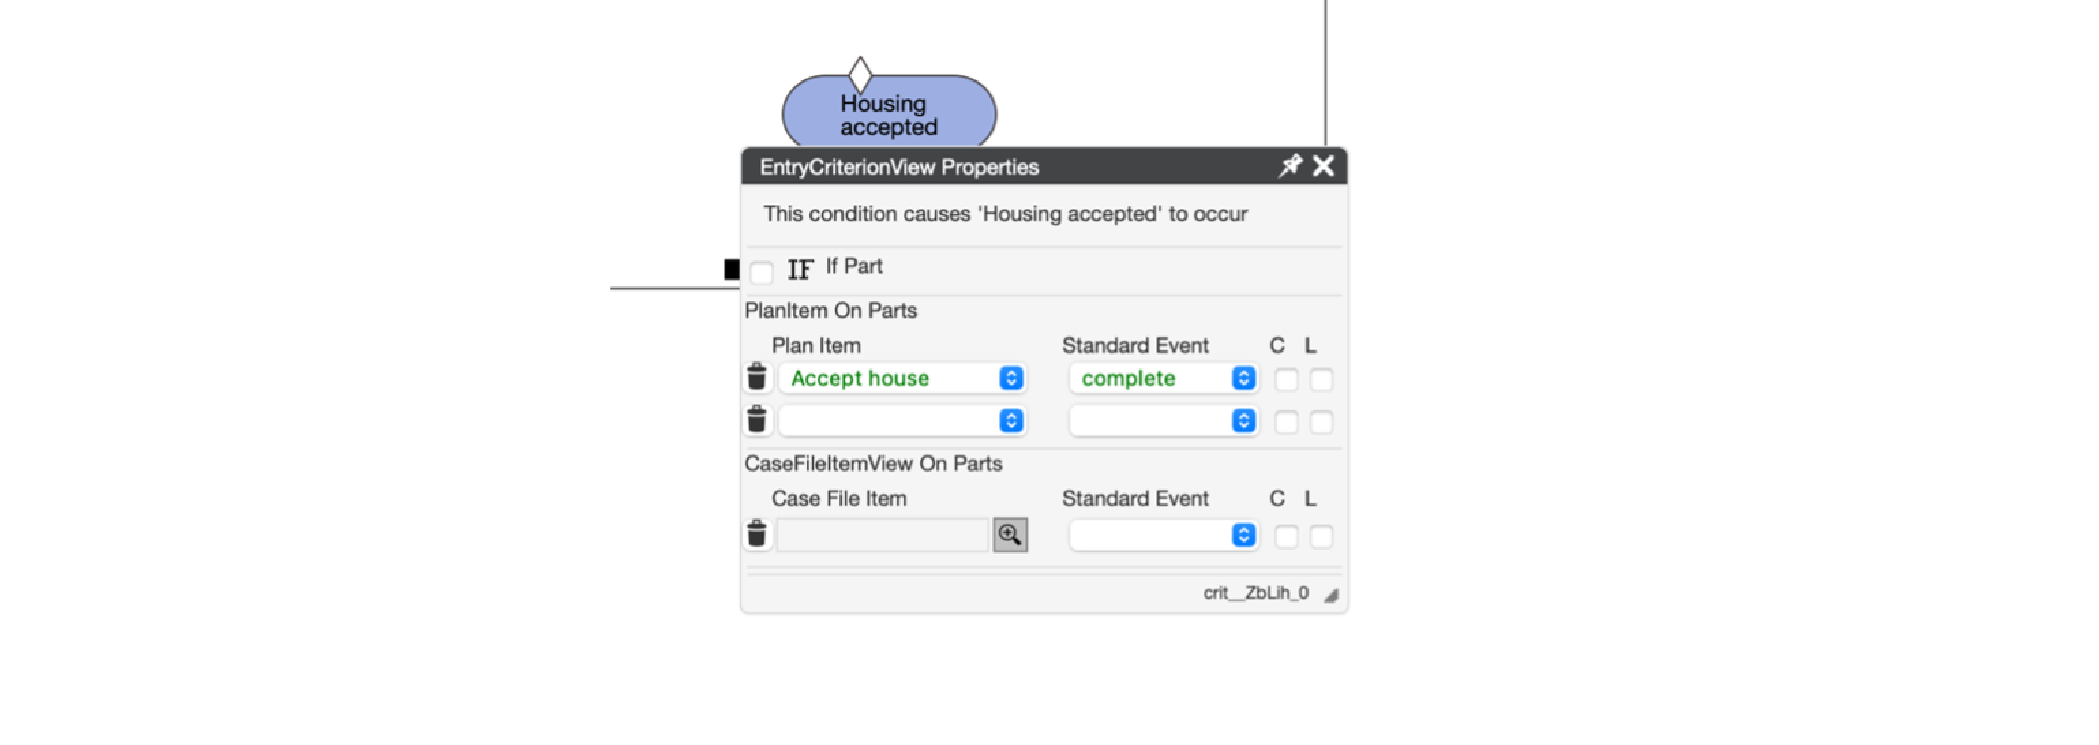 Housing
accepted
EntryCriterionView Properties
This condition causes 'Housing accepted' to occur
IF If Part
PlanItem On Parts
Plan Item Standard Event C L
Accept house complete
CaseFileItemView On Parts
Case File Item Standard Event C L
crit__ZbLih_0